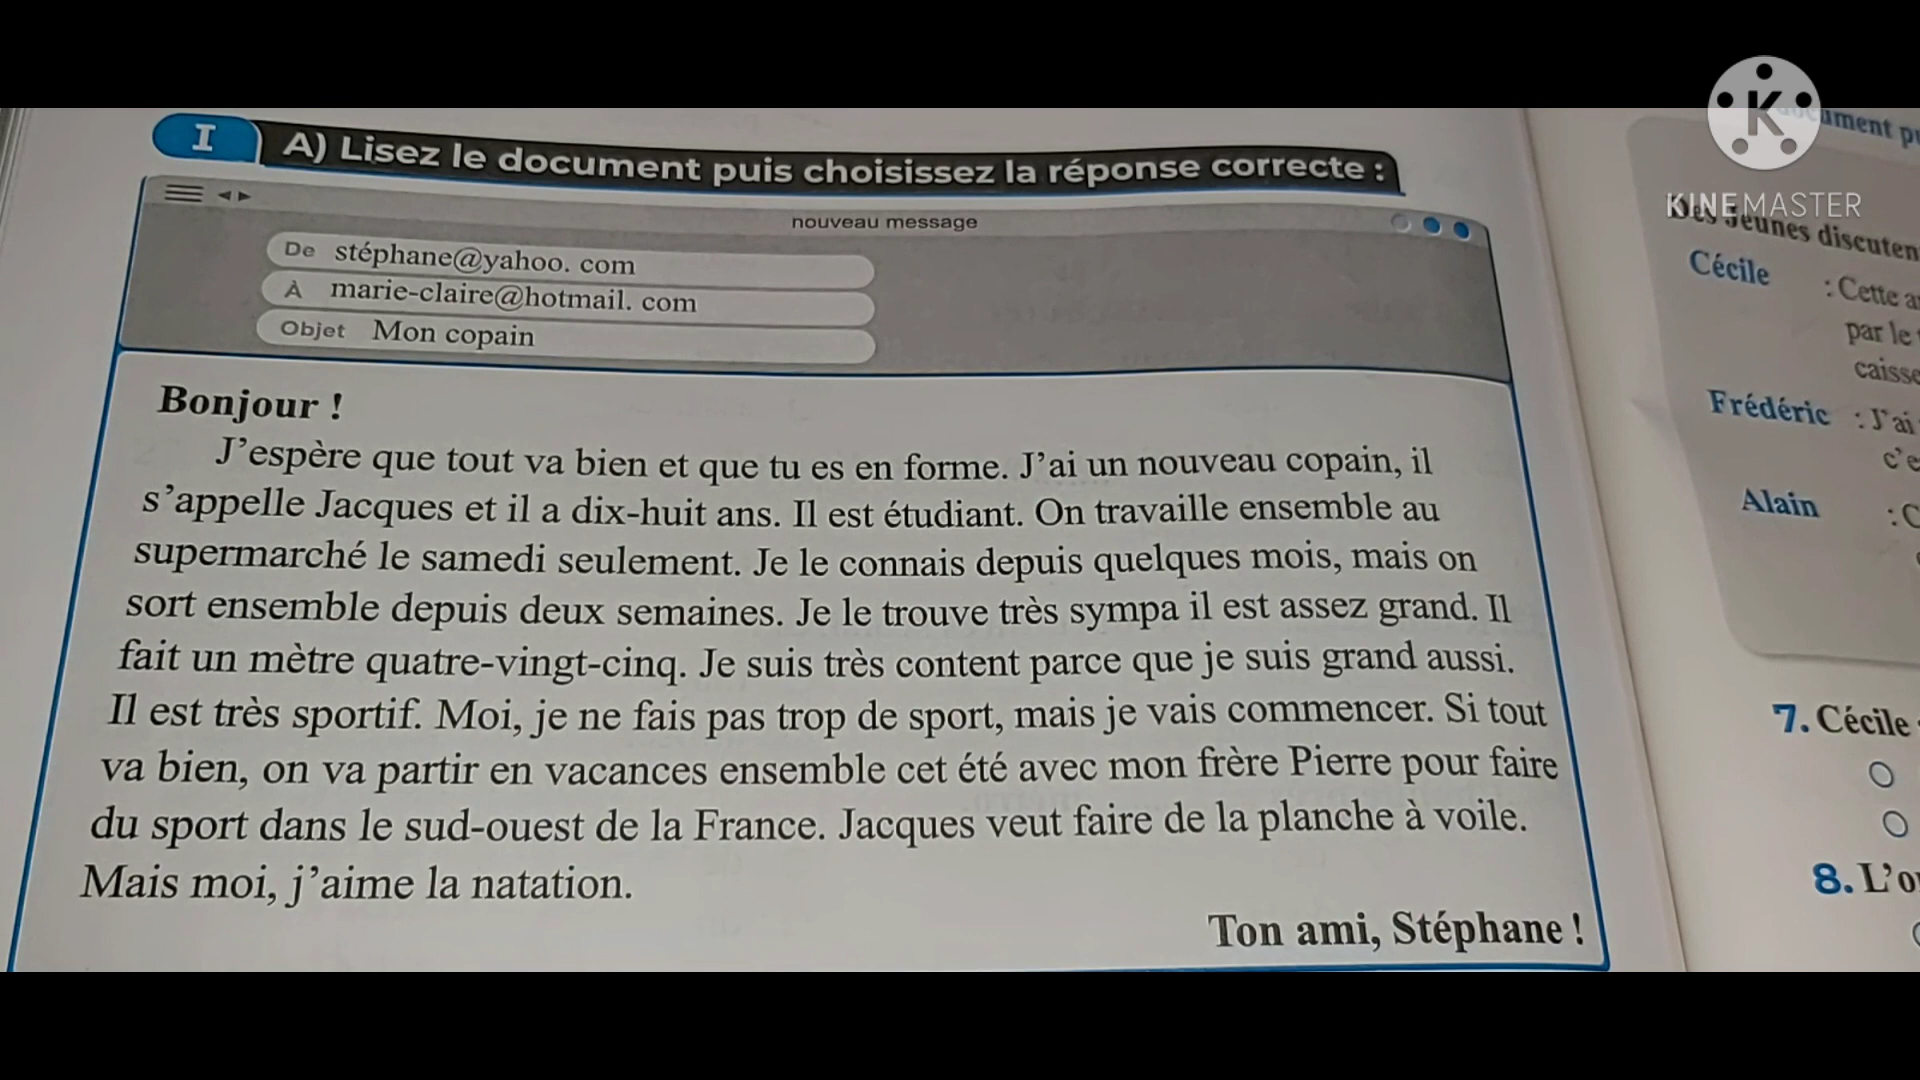 I A) Lisez le document puis choisissez la réponse correcte :
nouveau message
De stéphane@yahoo. com
À marie-claire@hotmail. com
Objet Mon copain
Bonjour !
J'espère que tout va bien et que tu es en forme. J'ai un nouveau copain, il
s'appelle Jacques et il a dix-huit ans. Il est étudiant. On travaille ensemble au
supermarché le samedi seulement. Je le connais depuis quelques mois, mais on
sort ensemble depuis deux semaines. Je le trouve très sympa il est assez grand. Il
fait un mètre quatre-vingt-cinq. Je suis très content parce que je suis grand aussi.
Il est très sportif. Moi, je ne fais pas trop de sport, mais je vais commencer. Si tout
va bien, on va partir en vacances ensemble cet été avec mon frère Pierre pour faire
du sport dans le sud-ouest de la France. Jacques veut faire de la planche à voile.
Mais moi, j'aime la natation.
Ton ami, Stéphane !
K
KINEMASTER
jeunes
Cécile : Cette
par le
Frédéric : J'ai
Alain :
7. Cécile
8.